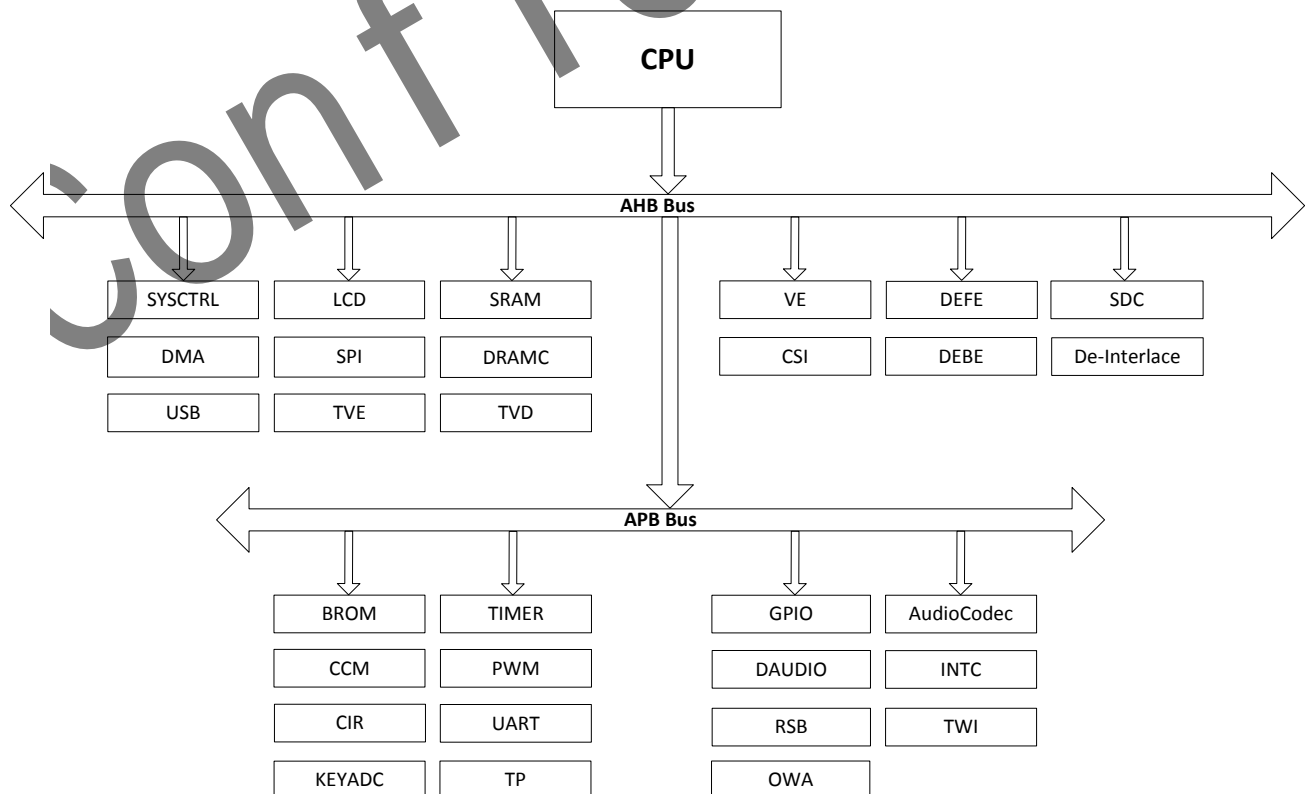 CPU
AHB Bus
SYSCTRL LCD SRAM VE DEFE SDC
DMA SPI DRAMC CSI DEBE De-Interlace
USB TVE TVD
APB Bus
BROM TIMER GPIO AudioCodec
CCM PWM DAUDIO INTC
CIR UART RSB TWI
KEYADC TP OWA